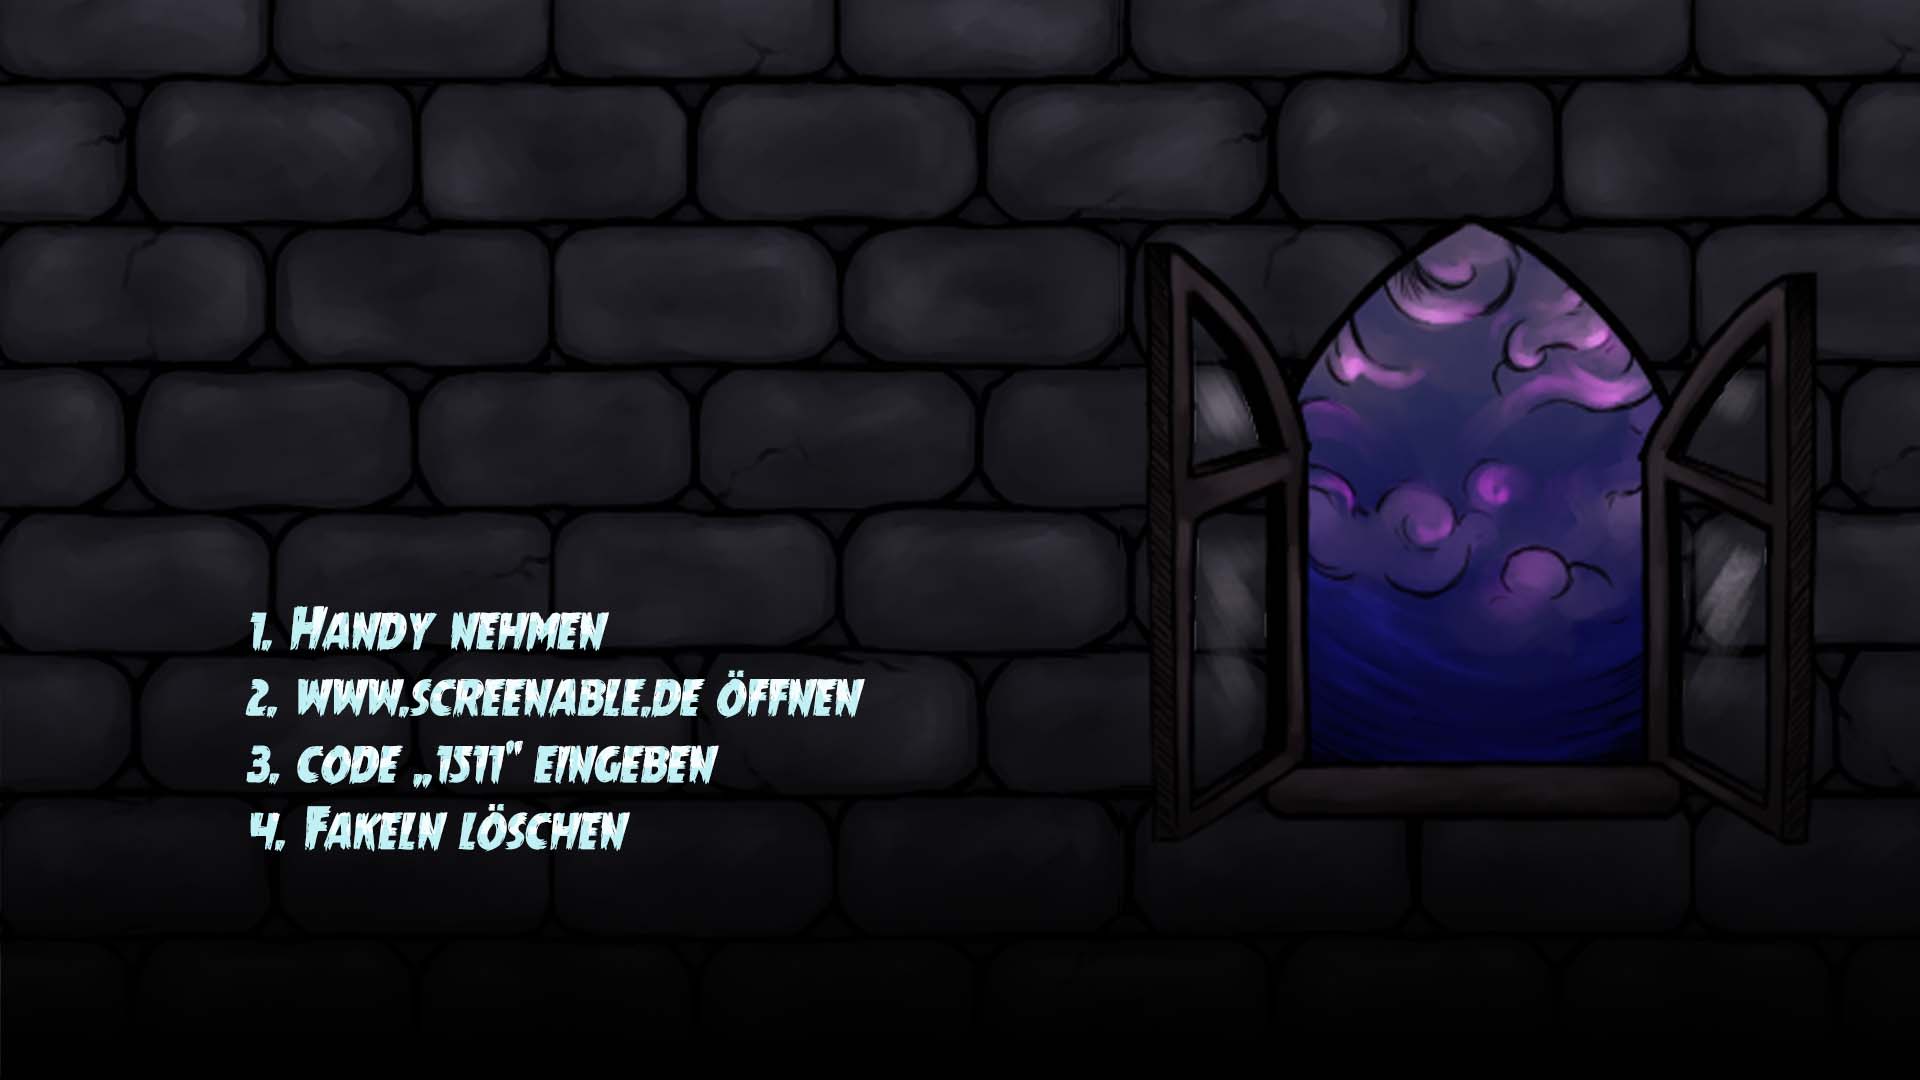 1. Handy nehmen
2. www.screenable.de öffnen
3. code „1511“ eingeben
4. Fakeln löschen